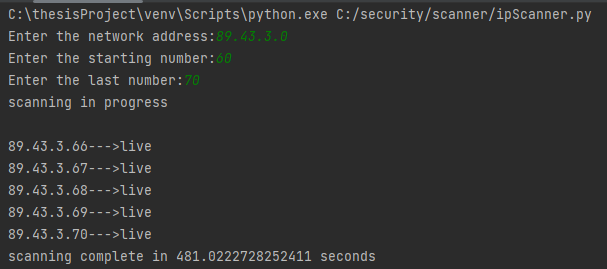 C:\thesisProject\venv\Scripts\python.exe C:/security/scanner/ipScanner.py
Enter the network address:89.43.3.0
Enter the starting number:60
Enter the last number:70
scanning in progress
89.43.3.66--->live
89.43.3.67--->live
89.43.3.68--->live
89.43.3.69--->live
89.43.3.70--->live
scanning complete in 481.0222728252411 seconds